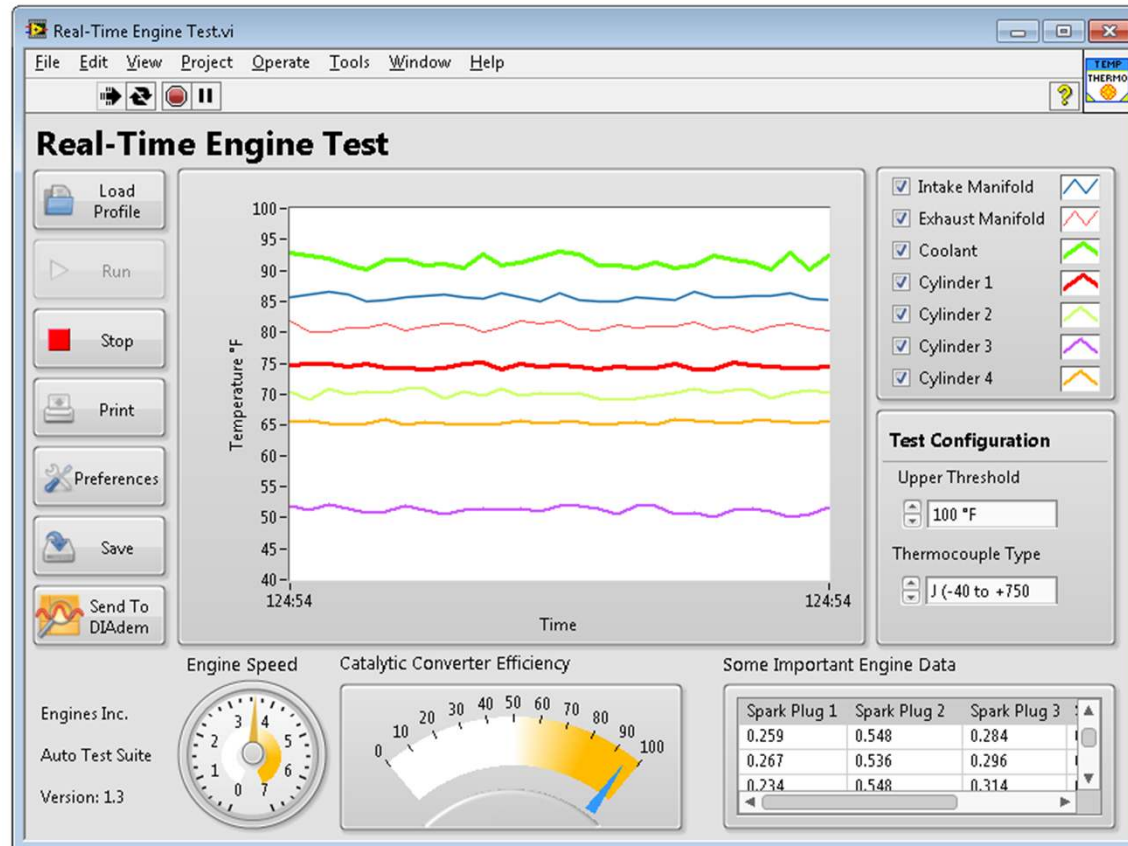 Real-Time Engine Test.vi
File Edit View Project Operate Tools Window Help
TEMP
THERMO
Real-Time Engine Test
Load
Profile
Run
Stop
Print
Preferences
Save
Send To
DIAdem
100
95
90
85
80
75
70
65
60
55
50
45
40
Temperature °F
124:54 124:54
Time
Intake Manifold
Exhaust Manifold
Coolant
Cylinder 1
Cylinder 2
Cylinder 3
Cylinder 4
Test Configuration
Upper Threshold
100 °F
Thermocouple Type
J (-40 to +750
Engines Inc.
Auto Test Suite
Version: 1.3
Engine Speed
0 1 2 3 4 5 6 7
Catalytic Converter Efficiency
0 10 20 30 40 50 60 70 80 90 100
Some Important Engine Data
Spark Plug 1 Spark Plug 2 Spark Plug 3
0.259 0.548 0.284
0.267 0.536 0.296
0.234 0.548 0.314